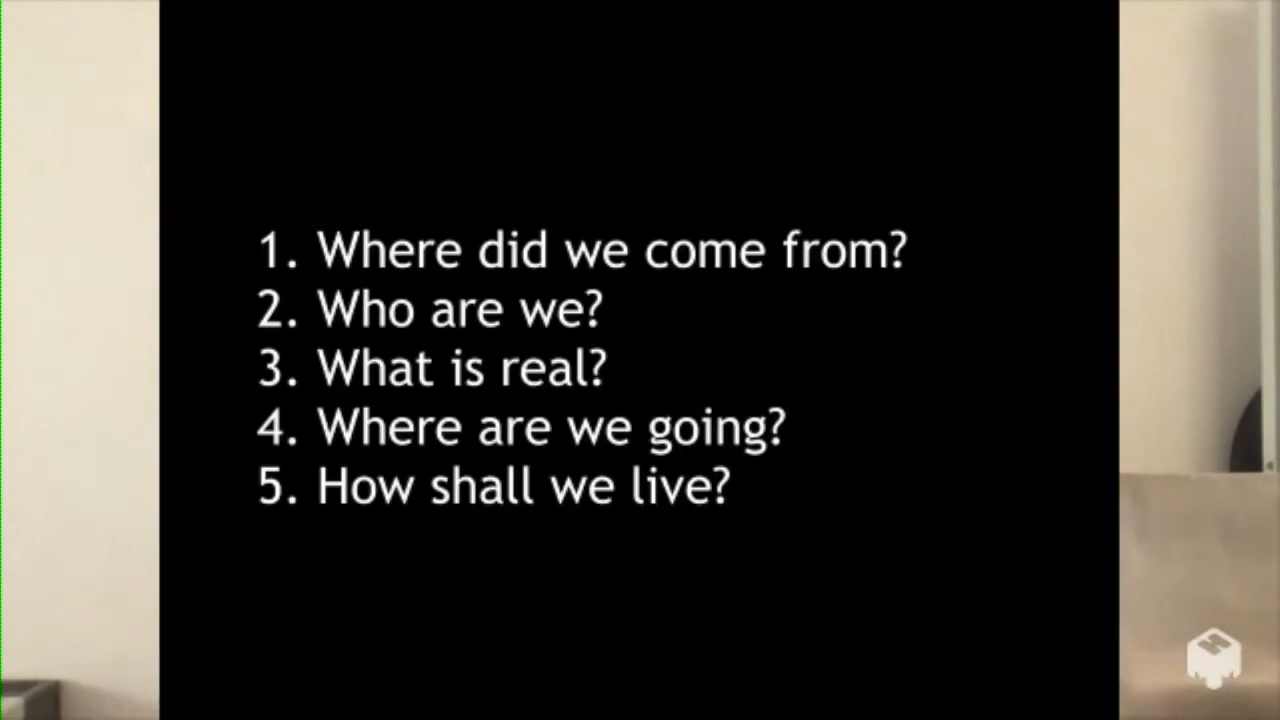 1. Where did we come from?
2. Who are we?
3. What is real?
4. Where are we going?
5. How shall we live?